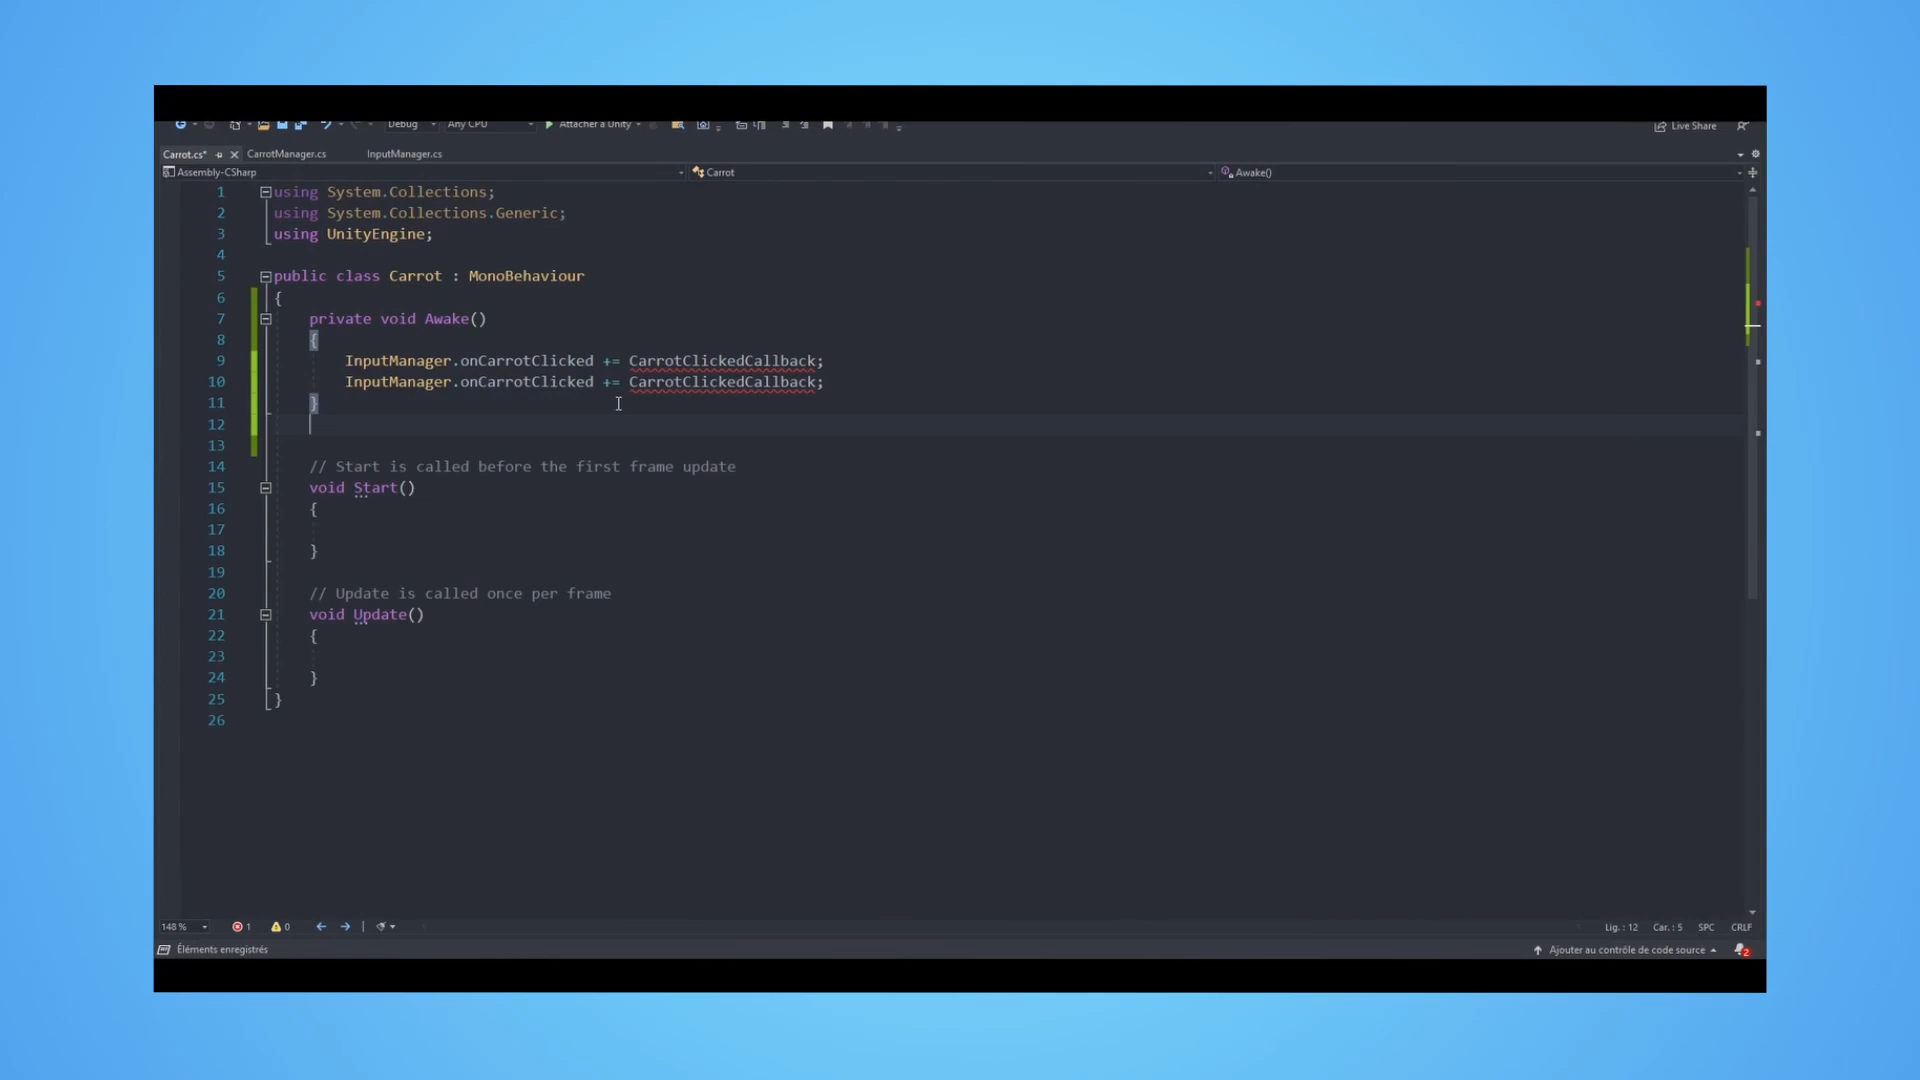 Debug Any CPU Attacher à Unity Live Share
Carrot.cs* CarrotManager.cs InputManager.cs
Assembly-CSharp Carrot Awake()
1 using System.Collections;
2 using System.Collections.Generic;
3 using UnityEngine;
4
5 public class Carrot : MonoBehaviour
6 {
7 private void Awake()
8 {
9 InputManager.onCarrotClicked += CarrotClickedCallback;
10 InputManager.onCarrotClicked += CarrotClickedCallback;
11 }
12
13
14 // Start is called before the first frame update
15 void Start()
16 {
17
18 }
19
20 // Update is called once per frame
21 void Update()
22 {
23
24 }
25 }
26
148 % 1 0 Lig. : 12 Car. : 5 SPC CRLF
Éléments enregistrés Ajouter au contrôle de code source 2